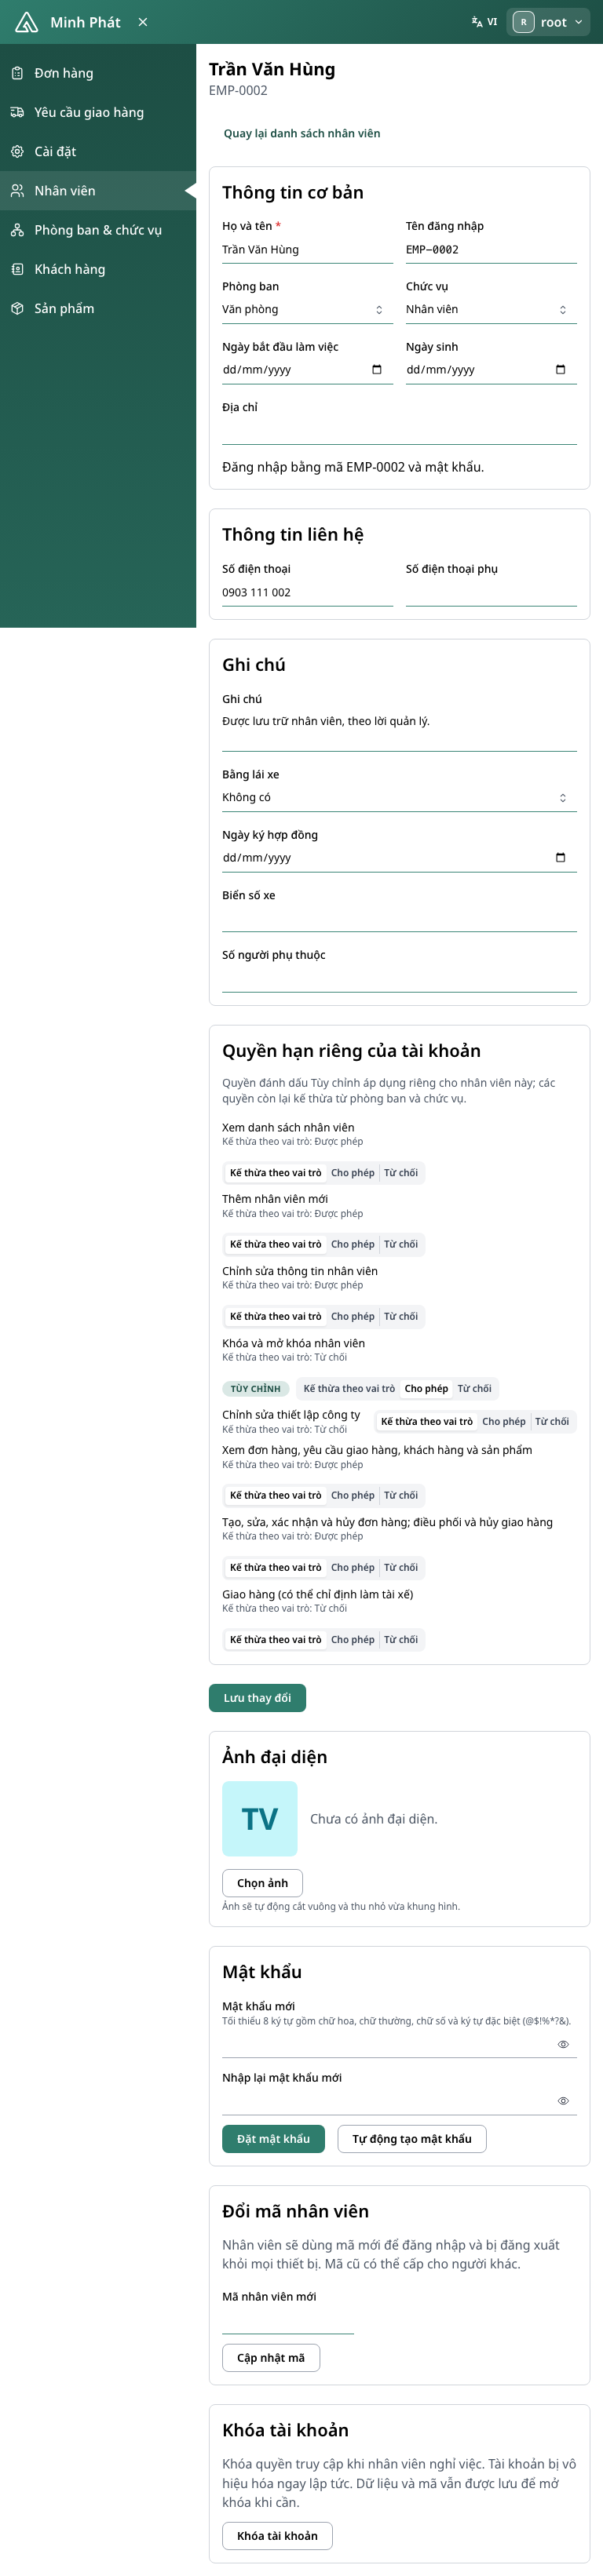 Minh Phát
VI
R
root
Đơn hàng
Yêu cầu giao hàng
Cài đặt
Nhân viên
Phòng ban & chức vụ
Khách hàng
Sản phẩm
Trần Văn Hùng
EMP-0002
Quay lại danh sách nhân viên
Thông tin cơ bản
Họ và tên *
Tên đăng nhập
Trần Văn Hùng
EMP-0002
Phòng ban
Chức vụ
Văn phòng
Nhân viên
Ngày bắt đầu làm việc
Ngày sinh
dd/mm/yyyy
dd/mm/yyyy
Địa chỉ
Đăng nhập bằng mã EMP-0002 và mật khẩu.
Thông tin liên hệ
Số điện thoại
Số điện thoại phụ
0903 111 002
Ghi chú
Ghi chú
Được lưu trữ nhân viên, theo lời quản lý.
Bằng lái xe
Không có
Ngày ký hợp đồng
dd/mm/yyyy
Biển số xe
Số người phụ thuộc
Quyền hạn riêng của tài khoản
Quyền đánh dấu Tùy chỉnh áp dụng riêng cho nhân viên này; các
quyền còn lại kế thừa từ phòng ban và chức vụ.
Xem danh sách nhân viên
Kế thừa theo vai trò: Được phép
Kế thừa theo vai trò Cho phép Từ chối
Thêm nhân viên mới
Kế thừa theo vai trò: Được phép
Kế thừa theo vai trò Cho phép Từ chối
Chỉnh sửa thông tin nhân viên
Kế thừa theo vai trò: Được phép
Kế thừa theo vai trò Cho phép Từ chối
Khóa và mở khóa nhân viên
Kế thừa theo vai trò: Từ chối
TÙY CHỈNH Kế thừa theo vai trò Cho phép Từ chối
Chỉnh sửa thiết lập công ty
Kế thừa theo vai trò: Từ chối
Kế thừa theo vai trò Cho phép Từ chối
Xem đơn hàng, yêu cầu giao hàng, khách hàng và sản phẩm
Kế thừa theo vai trò: Được phép
Kế thừa theo vai trò Cho phép Từ chối
Tạo, sửa, xác nhận và hủy đơn hàng; điều phối và hủy giao hàng
Kế thừa theo vai trò: Được phép
Kế thừa theo vai trò Cho phép Từ chối
Giao hàng (có thể chỉ định làm tài xế)
Kế thừa theo vai trò: Từ chối
Kế thừa theo vai trò Cho phép Từ chối
Lưu thay đổi
Ảnh đại diện
TV
Chưa có ảnh đại diện.
Chọn ảnh
Ảnh sẽ tự động cắt vuông và thu nhỏ vừa khung hình.
Mật khẩu
Mật khẩu mới
Tối thiểu 8 ký tự gồm chữ hoa, chữ thường, chữ số và ký tự đặc biệt (@$!%*?&).
Nhập lại mật khẩu mới
Đặt mật khẩu
Tự động tạo mật khẩu
Đổi mã nhân viên
Nhân viên sẽ dùng mã mới để đăng nhập và bị đăng xuất
khỏi mọi thiết bị. Mã cũ có thể cấp cho người khác.
Mã nhân viên mới
Cập nhật mã
Khóa tài khoản
Khóa quyền truy cập khi nhân viên nghỉ việc. Tài khoản bị vô
hiệu hóa ngay lập tức. Dữ liệu và mã vẫn được lưu để mở
khóa khi cần.
Khóa tài khoản